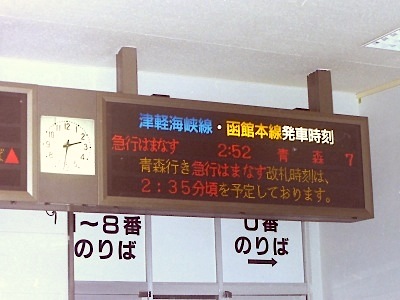 津軽海峡線・函館本線発車時刻
急行はまなす 2:52 青森 7
青森行き急行はまなす改札時刻は、
2:35分頃を予定しております。
1〜8番
のりば
0番
のりば
→